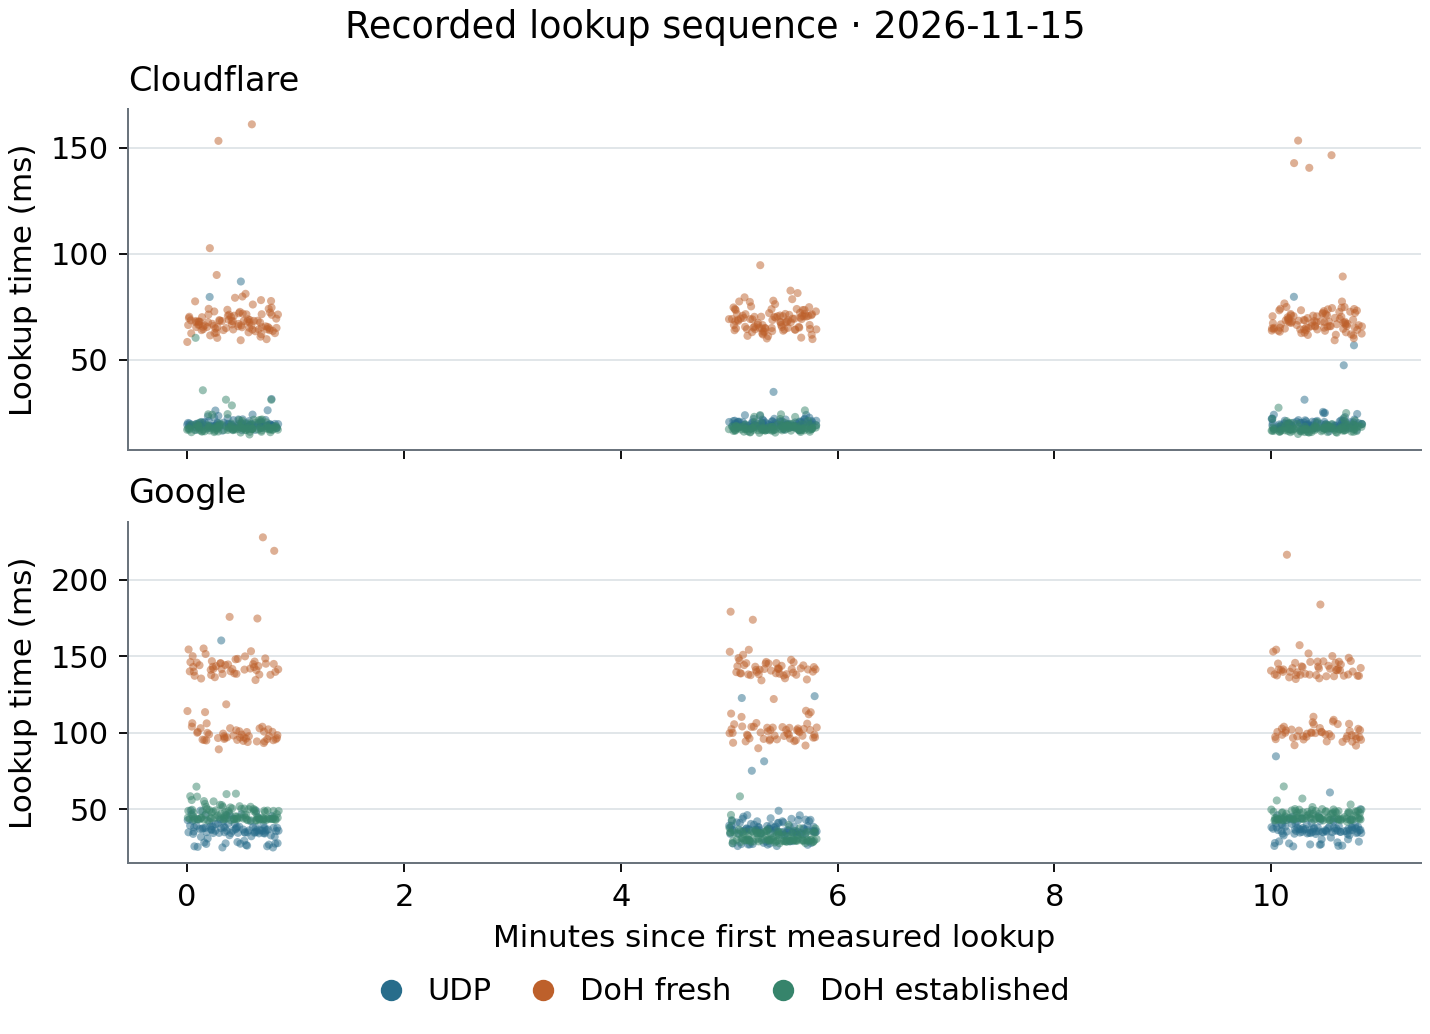 Recorded lookup sequence · 2026-11-15
Cloudflare
Lookup time (ms)
150
100
50
Google
Lookup time (ms)
200
150
100
50
0 2 4 6 8 10
Minutes since first measured lookup
UDP DoH fresh DoH established